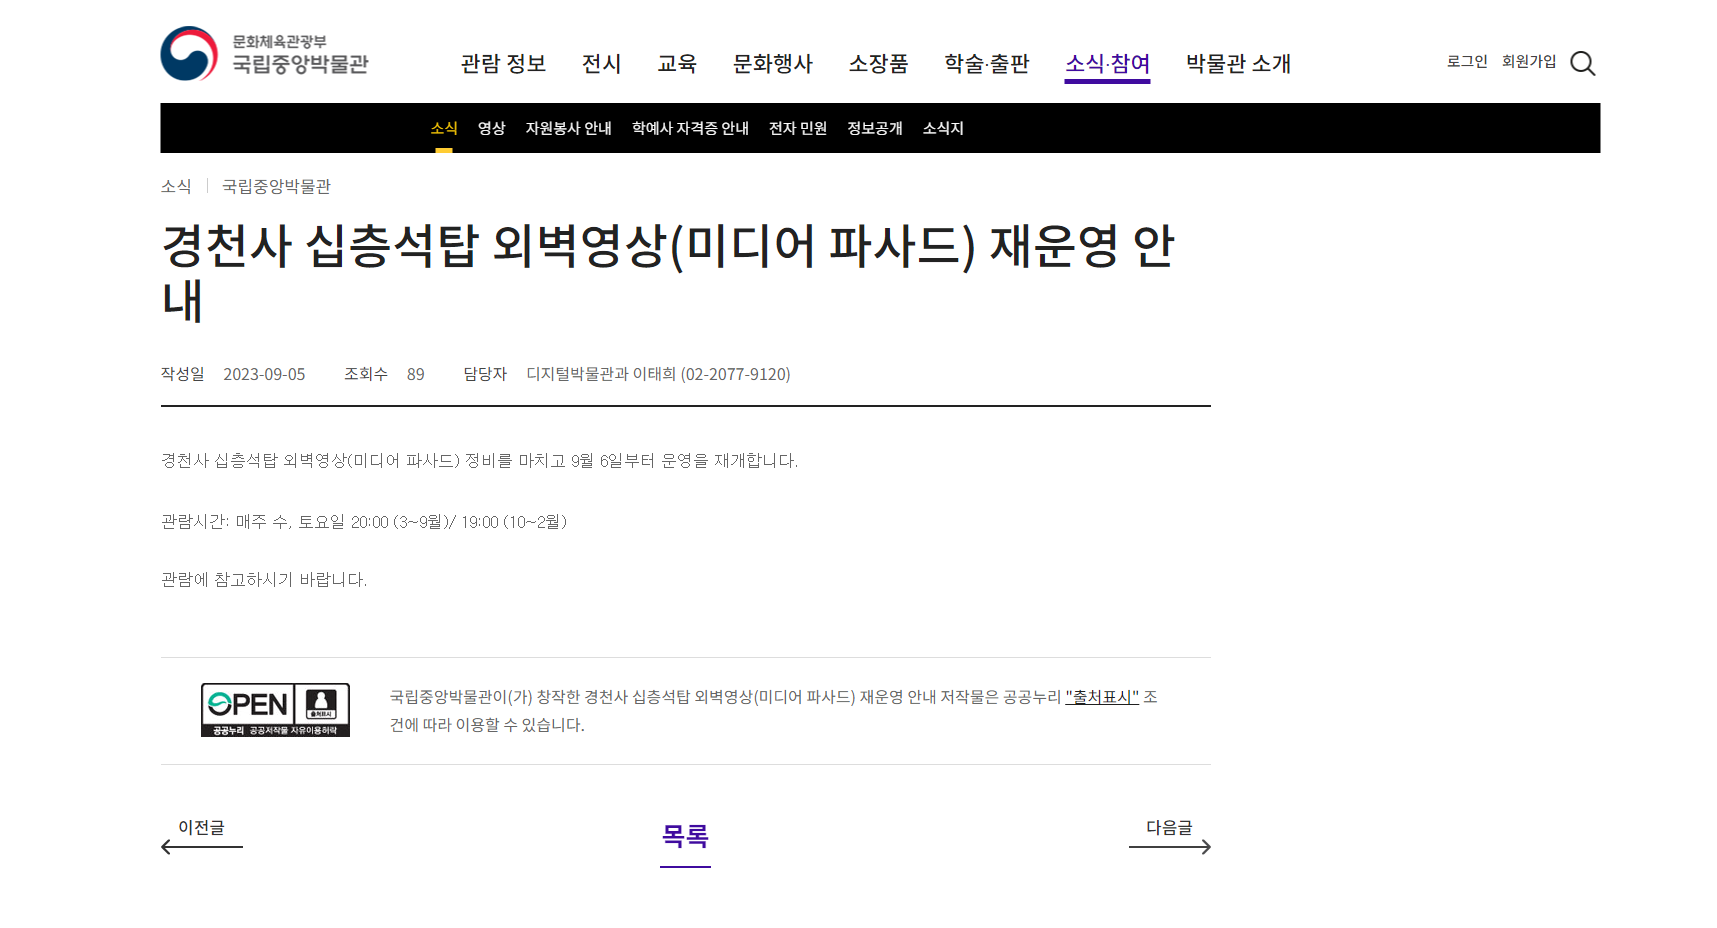 문화체육관광부
국립중앙박물관
관람 정보 전시 교육 문화행사 소장품 학술·출판 소식·참여 박물관 소개
로그인 회원가입
소식 영상 자원봉사 안내 학예사 자격증 안내 전자 민원 정보공개 소식지
소식 국립중앙박물관
경천사 십층석탑 외벽영상(미디어 파사드) 재운영 안
내
작성일 2023-09-05 조회수 89 담당자 디지털박물관과 이태희 (02-2077-9120)
경천사 십층석탑 외벽영상(미디어 파사드) 정비를 마치고 9월 6일부터 운영을 재개합니다.
관람시간: 매주 수, 토요일 20:00 (3~9월)/ 19:00 (10~2월)
관람에 참고하시기 바랍니다.
OPEN 출처표시
공공누리 공공저작물 자유이용허락
국립중앙박물관이(가) 창작한 경천사 십층석탑 외벽영상(미디어 파사드) 재운영 안내 저작물은 공공누리 "출처표시" 조
건에 따라 이용할 수 있습니다.
이전글 목록 다음글